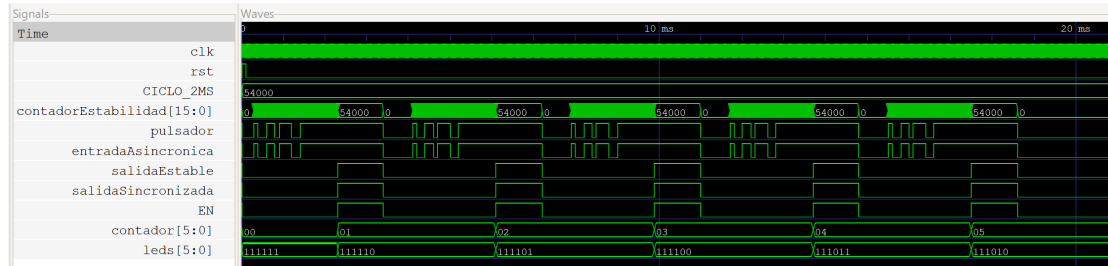 Signals Waves
Time 0 10 ms 20 ms
clk
rst
CICLO_2MS 54000
contadorEstabilidad[15:0] 0 54000 0 54000 0 54000 0 54000 0 54000 0
pulsador
entradaAsincronica
salidaEstable
salidaSincronizada
EN
contador[5:0] 00 01 02 03 04 05
leds[5:0] 111111 111110 111101 111100 111011 111010